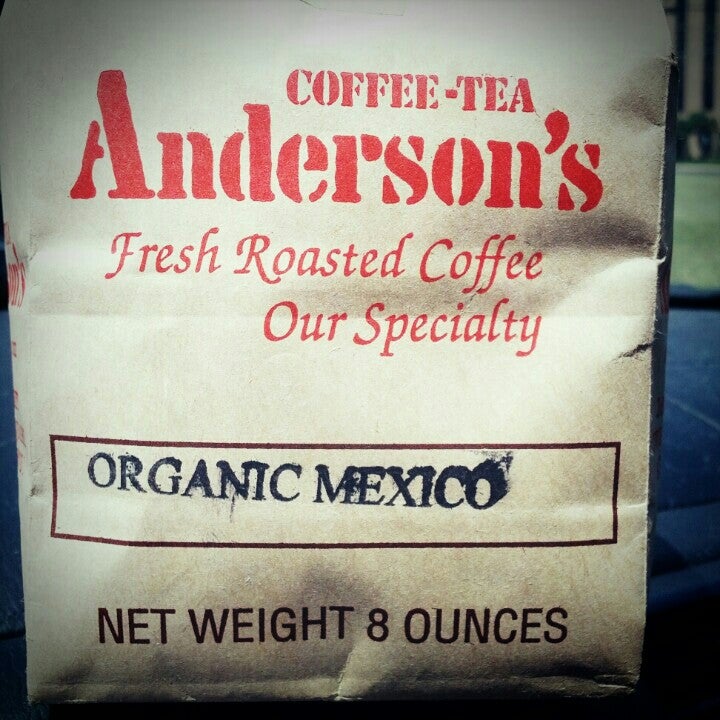 COFFEE-TEA
Anderson's
Fresh Roasted Coffee
Our Specialty
ORGANIC MEXICO
NET WEIGHT 8 OUNCES